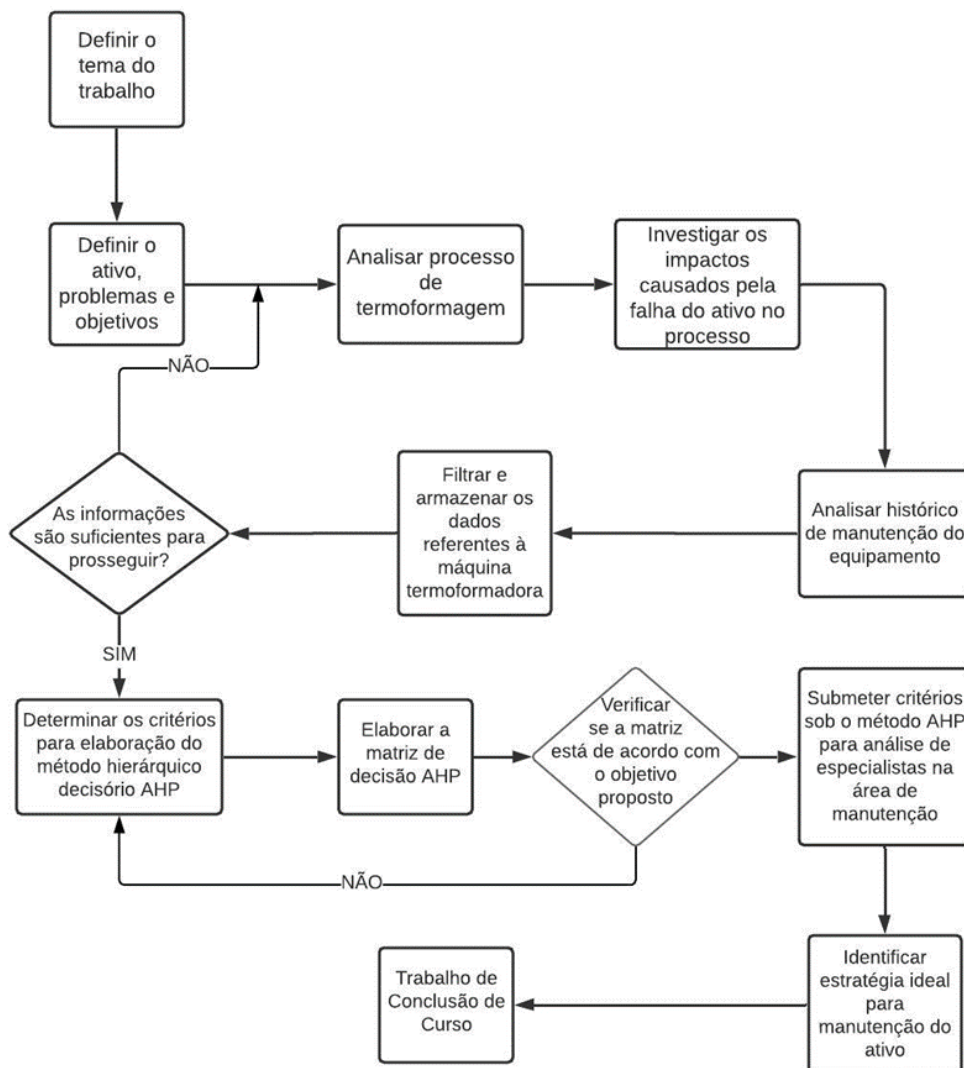 Definir o
tema do
trabalho
Definir o
ativo,
problemas e
objetivos
Analisar processo
de
termoformagem
Investigar os
impactos
causados pela
falha do ativo no
processo
NÃO
As informações
são suficientes para
prosseguir?
Filtrar e
armazenar os
dados
referentes à
máquina
termoformadora
Analisar histórico
de manutenção do
equipamento
SIM
Determinar os critérios
para elaboração do
método hierárquico
decisório AHP
Elaborar a
matriz de
decisão AHP
Verificar
se a matriz
está de acordo com
o objetivo
proposto
Submeter critérios
sob o método AHP
para análise de
especialistas na
área de
manutenção
NÃO
Identificar
estratégia ideal
para
manutenção do
ativo
Trabalho de
Conclusão de
Curso